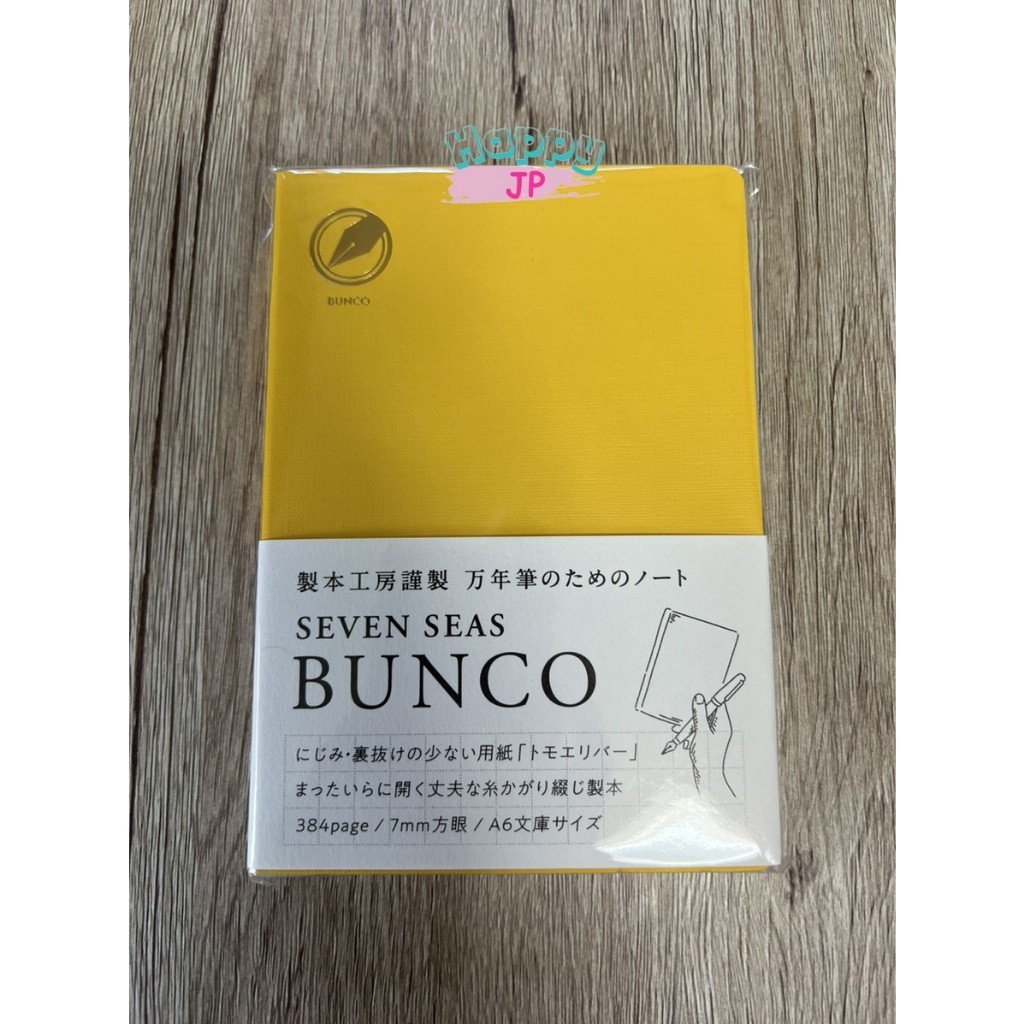 Happy
JP
BUNCO
製本工房謹製 万年筆のためのノート
SEVEN SEAS
BUNCO
にじみ・裏抜けの少ない用紙「トモエリバー」
まったいらに開く丈夫な糸かがり綴じ製本
384page / 7mm方眼 / A6文庫サイズ